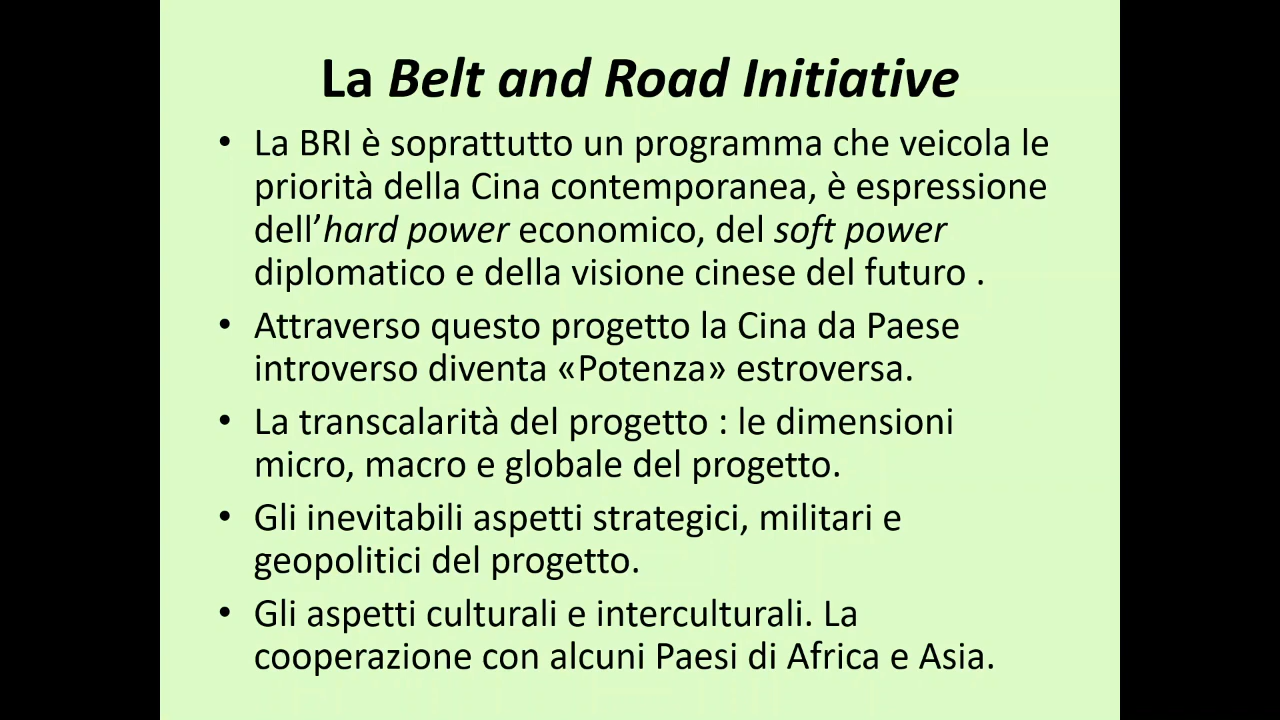 La Belt and Road Initiative
• La BRI è soprattutto un programma che veicola le
priorità della Cina contemporanea, è espressione
dell’hard power economico, del soft power
diplomatico e della visione cinese del futuro .
• Attraverso questo progetto la Cina da Paese
introverso diventa «Potenza» estroversa.
• La transcalarità del progetto : le dimensioni
micro, macro e globale del progetto.
• Gli inevitabili aspetti strategici, militari e
geopolitici del progetto.
• Gli aspetti culturali e interculturali. La
cooperazione con alcuni Paesi di Africa e Asia.